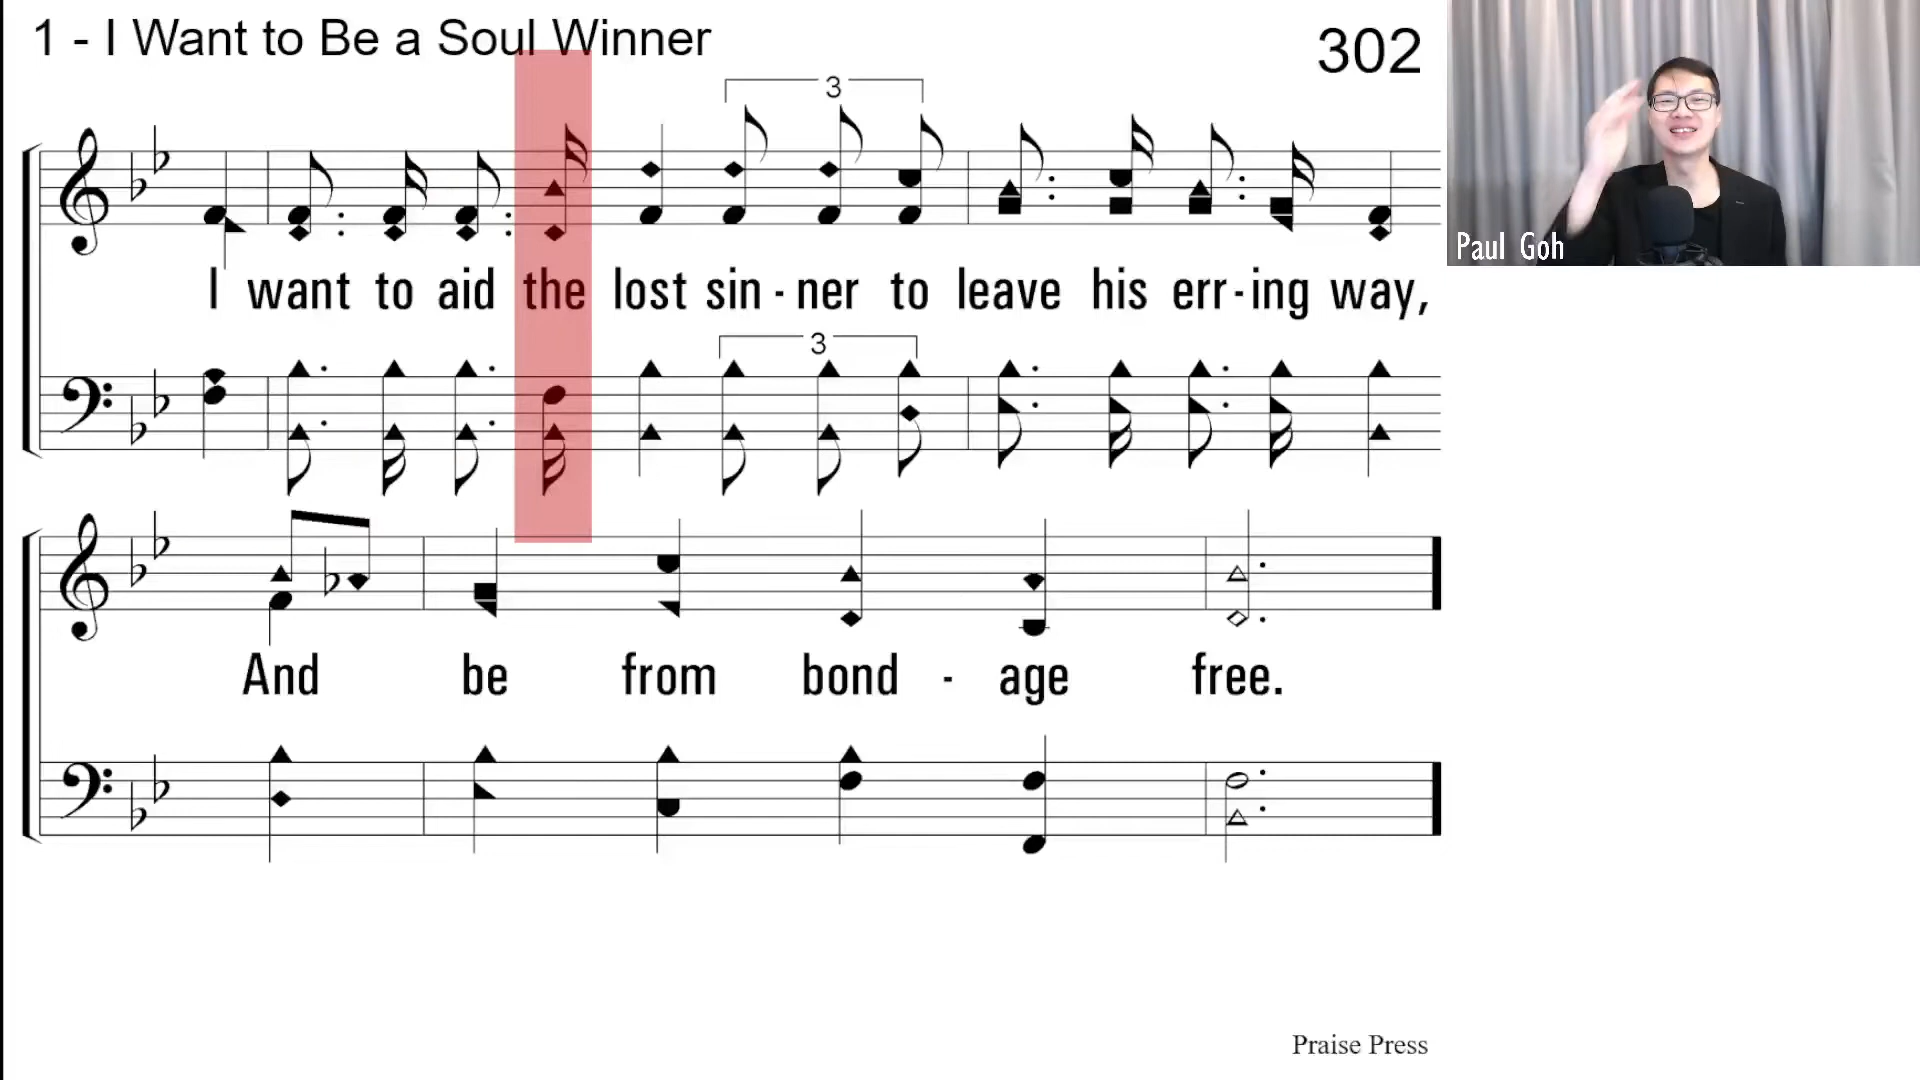 1 - I Want to Be a Soul Winner
302
3
I want to aid the lost sin - ner to leave his err - ing way,
3
And be from bond - age free.
Praise Press
Paul Goh